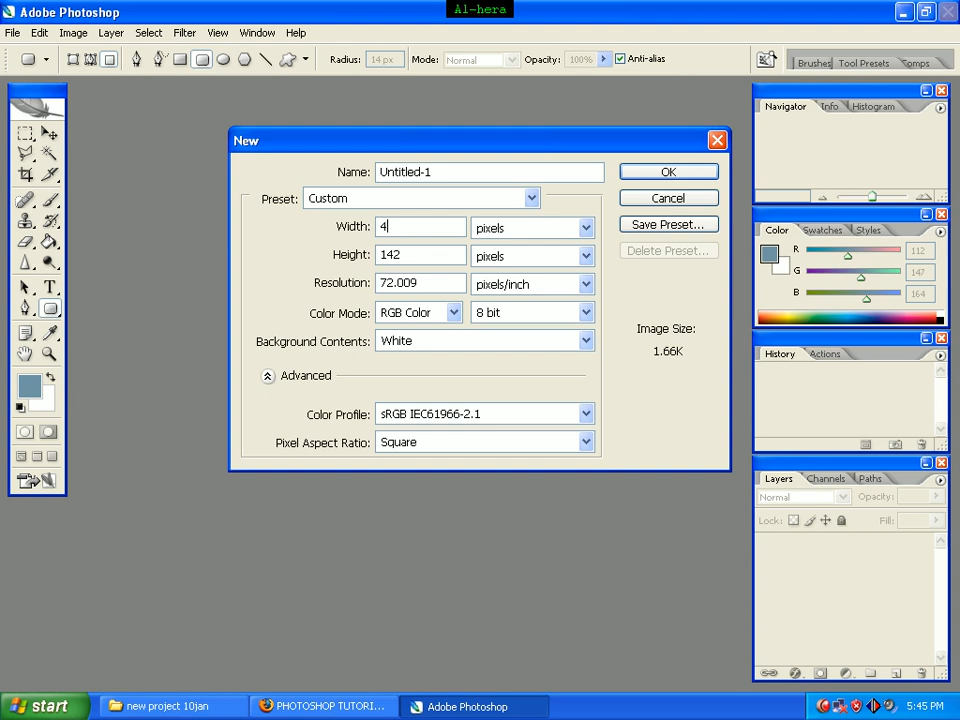 Al-hera
Adobe Photoshop
File Edit Image Layer Select Filter View Window Help
Radius: 14 px Mode: Normal Opacity: 100% Anti-alias
Brushes Tool Presets Comps
Navigator Info Histogram
New
Name: Untitled-1
OK
Preset: Custom
Cancel
Width: 4 pixels
Save Preset...
Height: 142 pixels
Delete Preset...
Resolution: 72.009 pixels/inch
Color Mode: RGB Color 8 bit
Background Contents: White
Image Size:
1.66K
Advanced
Color Profile: sRGB IEC61966-2.1
Pixel Aspect Ratio: Square
Color Swatches Styles
R 112
G 147
B 164
History Actions
Layers Channels Paths
Normal Opacity:
Lock: Fill:
T
start new project 10jan PHOTOSHOP TUTORI... Adobe Photoshop 5:45 PM